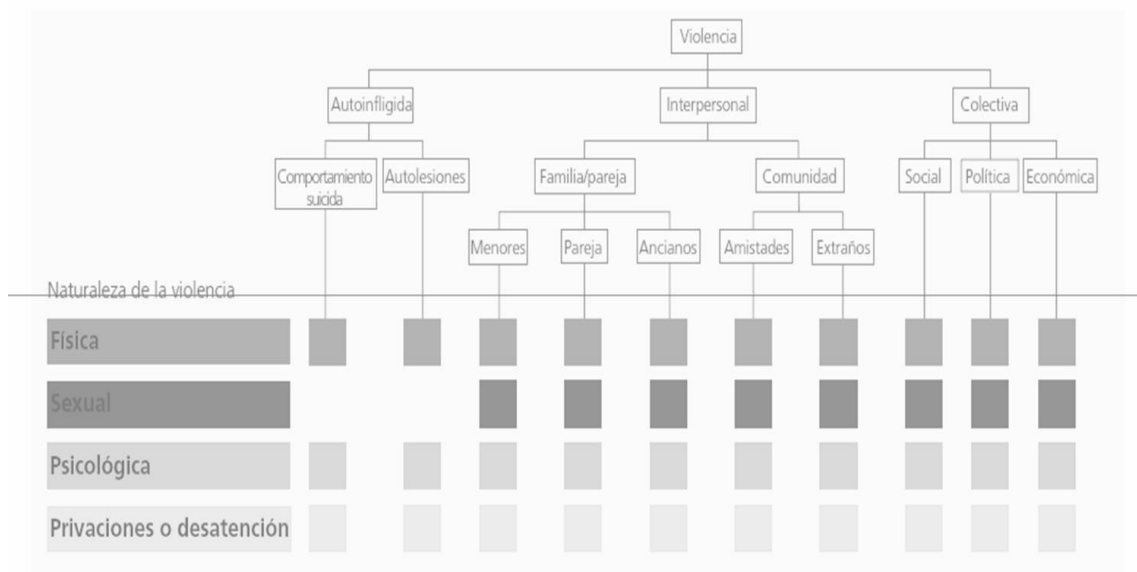 Violencia
Autoinfligida
Interpersonal
Colectiva
Comportamiento
suicida
Autolesiones
Familia/pareja
Comunidad
Social
Política
Económica
Menores
Pareja
Ancianos
Amistades
Extraños
Naturaleza de la violencia
Física
Sexual
Psicológica
Privaciones o desatención